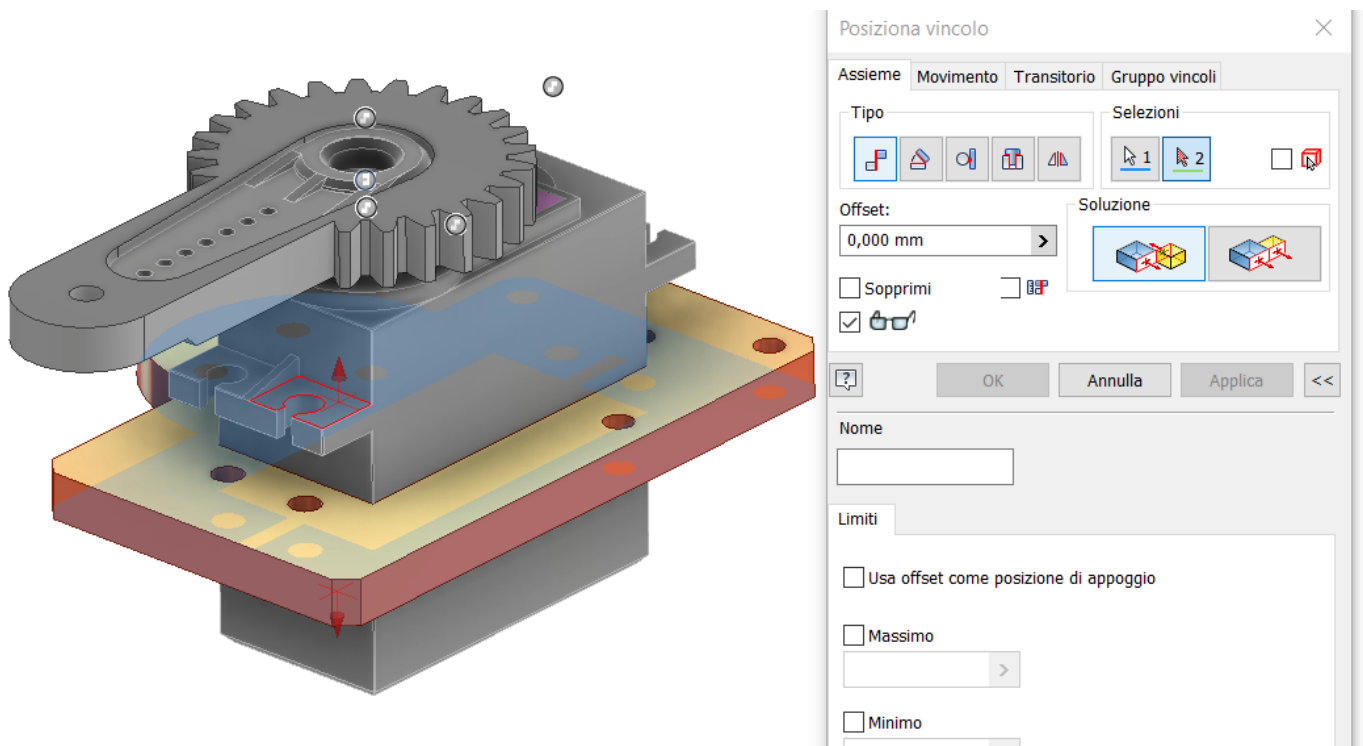 Posiziona vincolo
Assieme Movimento Transitorio Gruppo vincoli
Tipo
Selezioni
1 2
Offset:
Soluzione
0,000 mm
Sopprimi
OK Annulla Applica <<
Nome
Limiti
Usa offset come posizione di appoggio
Massimo
Minimo